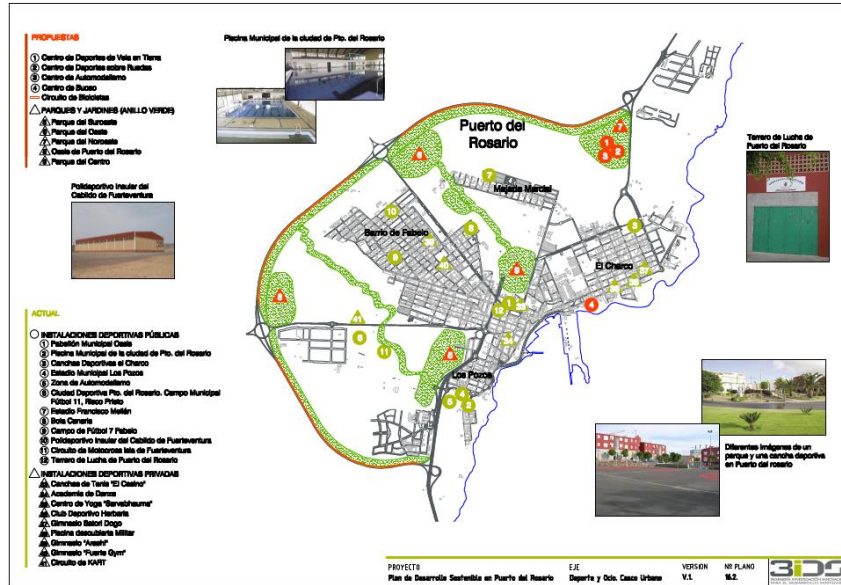 PROPUESTAS
1 Centro de Deportes de Vela en Tierra
2 Centro de Deportes sobre Ruedas
3 Centro de Automodelismo
4 Centro de Buceo
Circuito de Bicicletas
PARQUES Y JARDINES (ANILLO VERDE)
Parque del Suroeste
Parque del Oeste
Parque del Noroeste
Oasis de Puerto del Rosario
Parque del Centro
Piscina Municipal de la ciudad de Pto. del Rosario
Polideportivo Insular del
Cabildo de Fuerteventura
Puerto del
Rosario
Majada Marcial
Barrio de Fabelo
El Charco
Los Pozos
Terrero de Lucha de
Puerto del Rosario
ACTUAL
INSTALACIONES DEPORTIVAS PÚBLICAS
1 Pabellón Municipal Oasis
2 Piscina Municipal de la ciudad de Pto. del Rosario
3 Canchas Deportivas el Charco
4 Estadio Municipal Los Pozos
5 Zona de Automodelismo
6 Ciudad Deportiva Pto. del Rosario. Campo Municipal
Fútbol 11, Risco Prieto
7 Estadio Francisco Melián
8 Bola Canaria
9 Campo de Fútbol 7 Fabelo
10 Polideportivo Insular del Cabildo de Fuerteventura
11 Circuito de Motocross Isla de Fuerteventura
12 Terrero de Lucha de Puerto del Rosario
INSTALACIONES DEPORTIVAS PRIVADAS
Canchas de Tenis "El Casino"
Academia de Danza
Centro de Yoga "Sarvabhauma"
Club Deportivo Herbania
Gimnasio Satori Dogo
Piscina descubierta Militar
Gimnasio "Arashi"
Gimnasio "Fuerte Gym"
Circuito de KART
Diferentes imágenes de un
parque y una cancha deportiva
en Puerto del rosario
PROYECTO
Plan de Desarrollo Sostenible en Puerto del Rosario
EJE
Deporte y Ocio. Casco Urbano
VERSION
V.1.
Nº PLANO
16.2.
3iDS